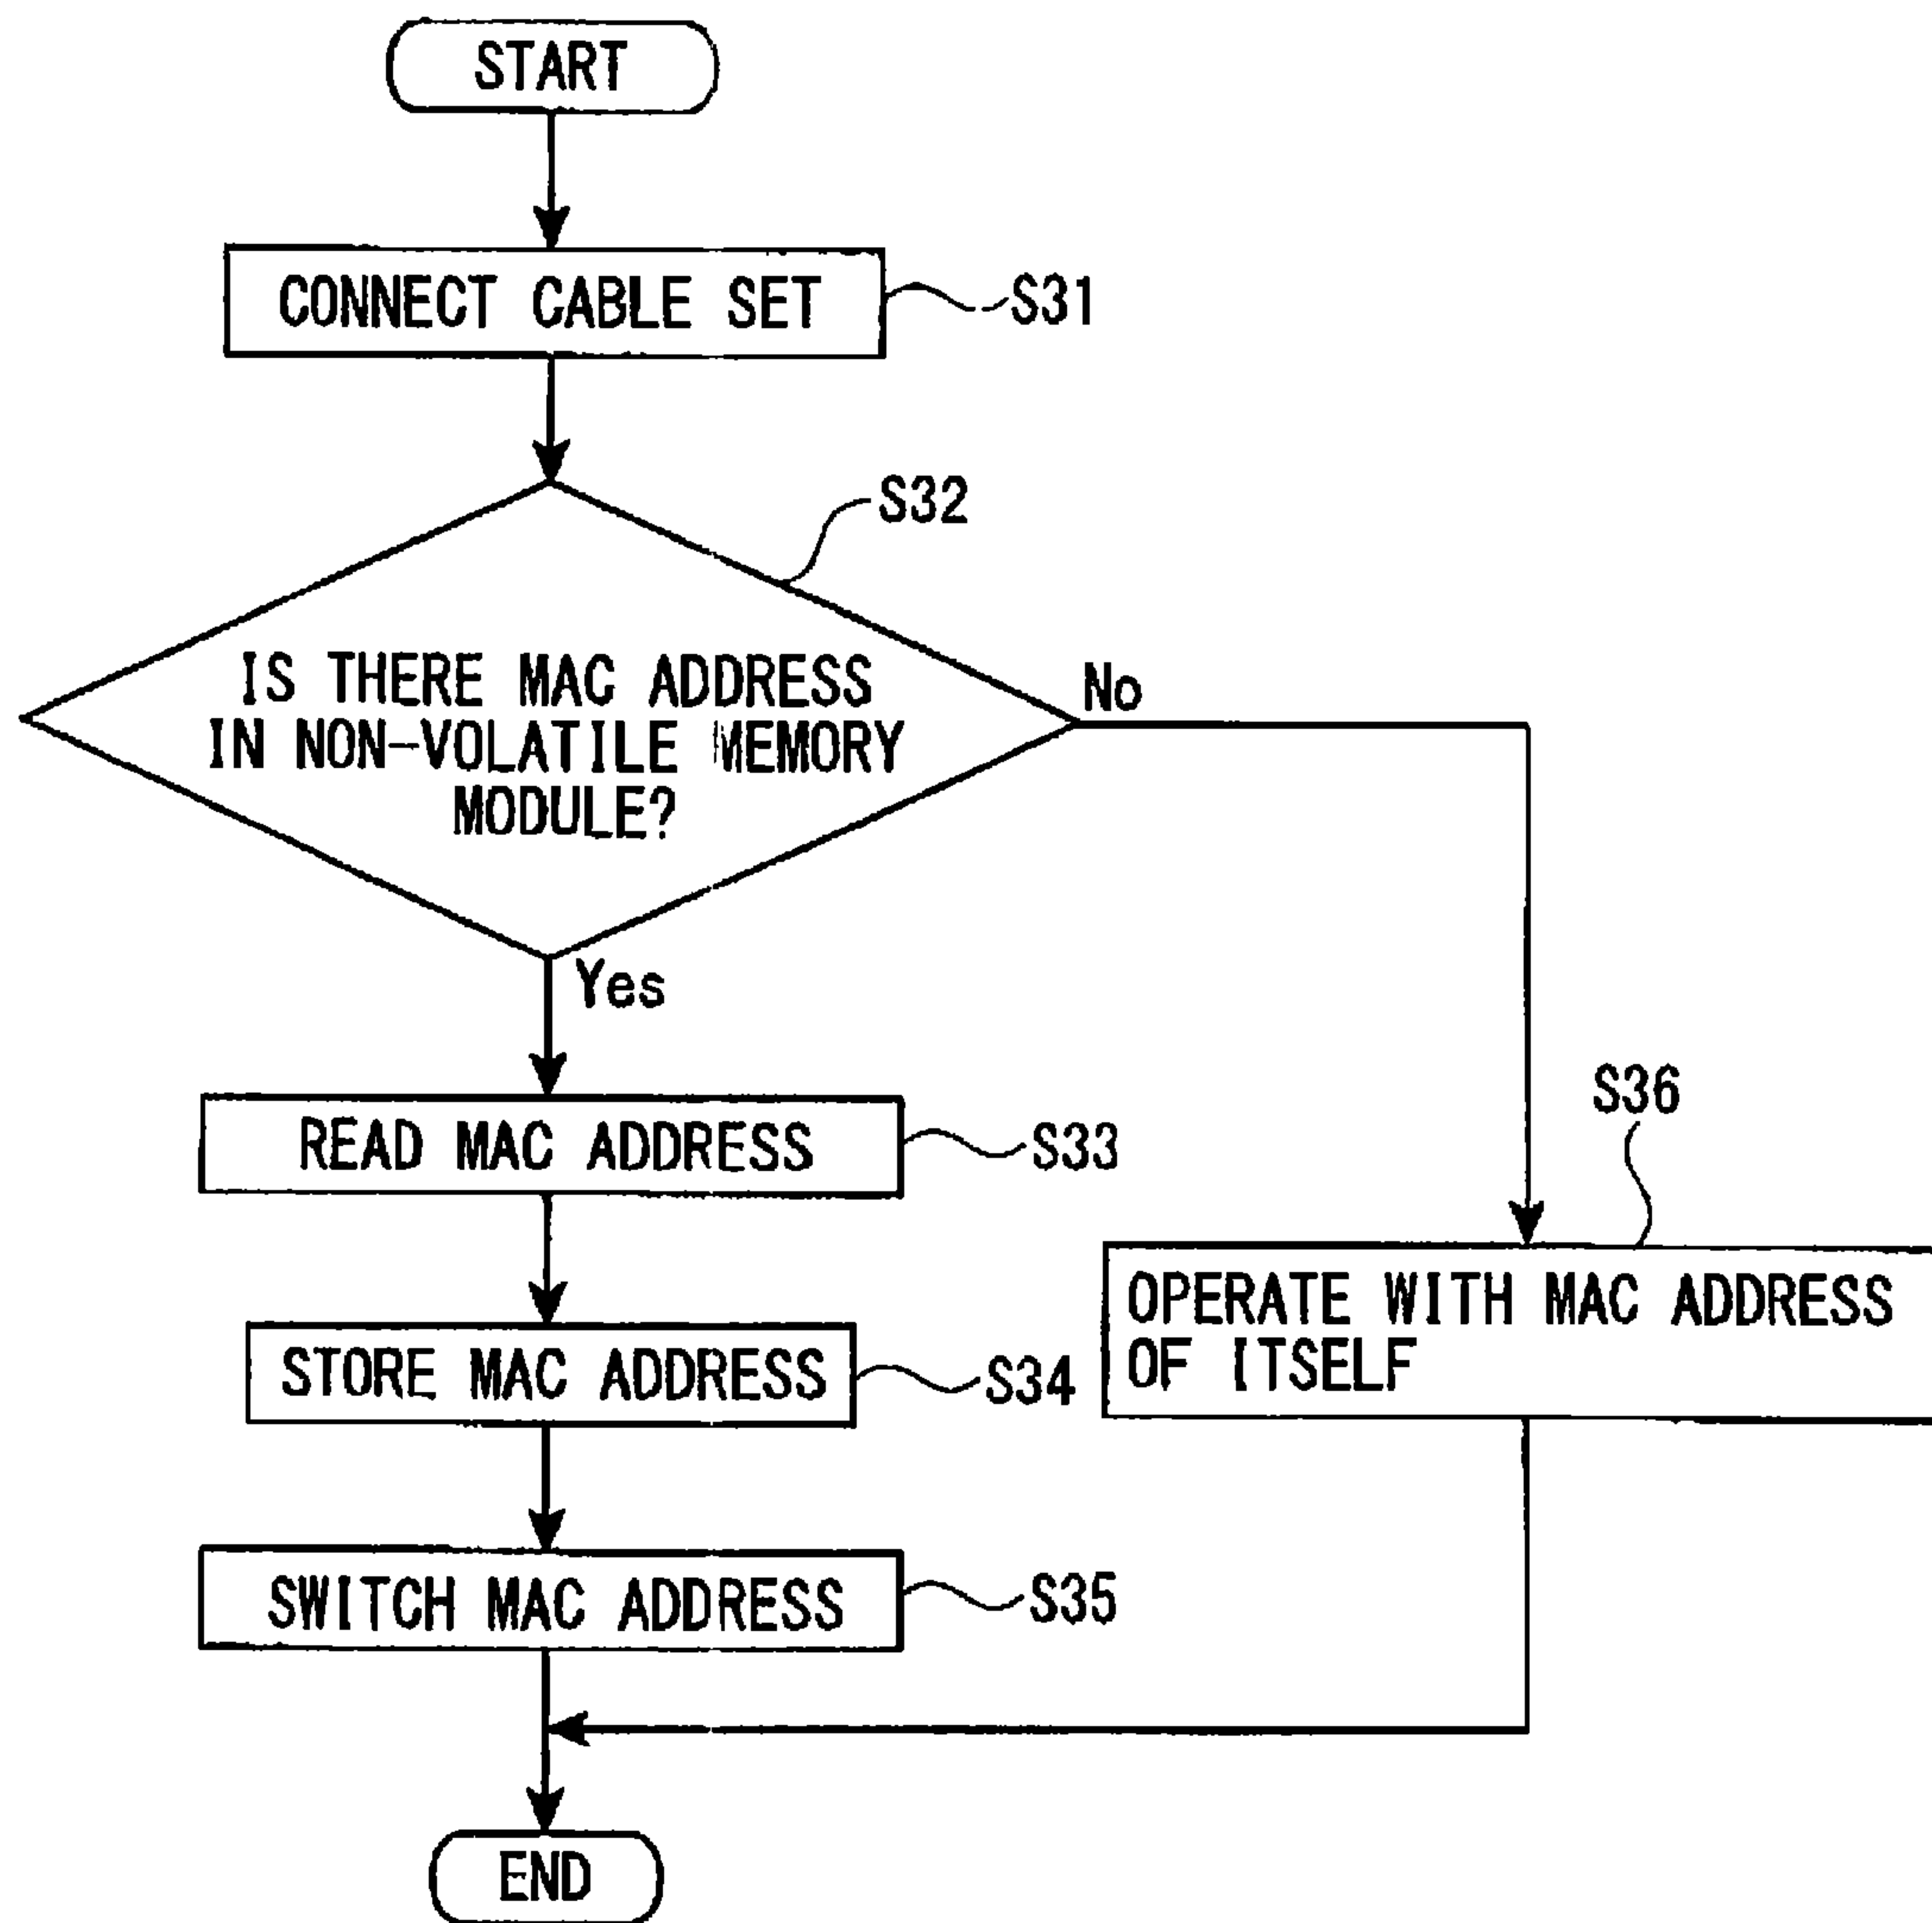 START
CONNECT CABLE SET
S31
S32
IS THERE MAC ADDRESS
IN NON-VOLATILE MEMORY
MODULE?
No
Yes
READ MAC ADDRESS
S33
S36
OPERATE WITH MAC ADDRESS
OF ITSELF
STORE MAC ADDRESS
S34
SWITCH MAC ADDRESS
S35
END